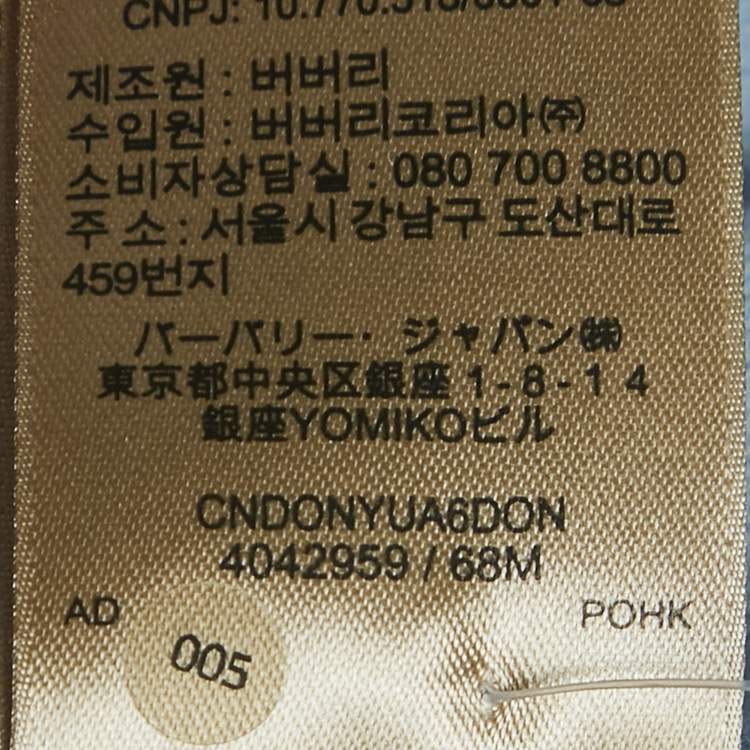 CNPJ:
제조원 : 버버리
수입원 : 버버리코리아㈜
소비자상담실 : 080 700 8800
주 소 : 서울시 강남구 도산대로
459번지
バーバリー・ ジャパン㈱
東京都中央区銀座 1 - 8 - 1 4
銀座YOMIKOビル
CNDONYUA6DON
4042959 / 68M
AD
POHK
005